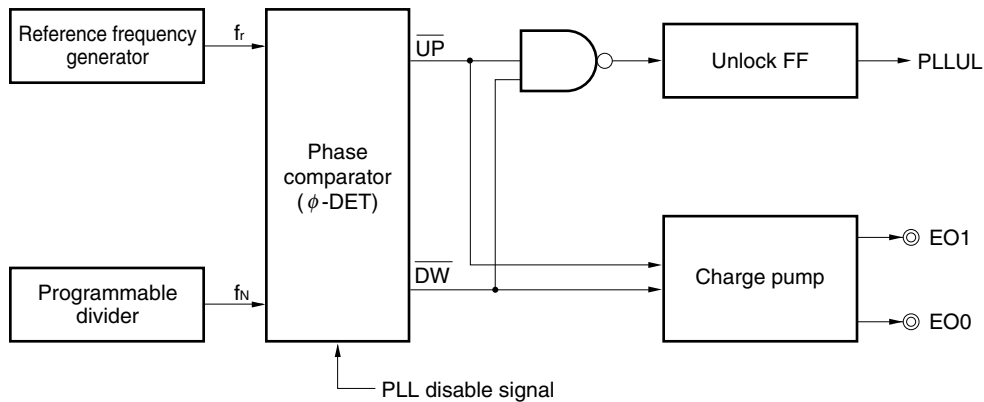 Reference frequency
generator
fr
UP
Unlock FF
PLLUL
Phase
comparator
(ϕ-DET)
EO1
DW
Charge pump
Programmable
divider
fN
EO0
PLL disable signal